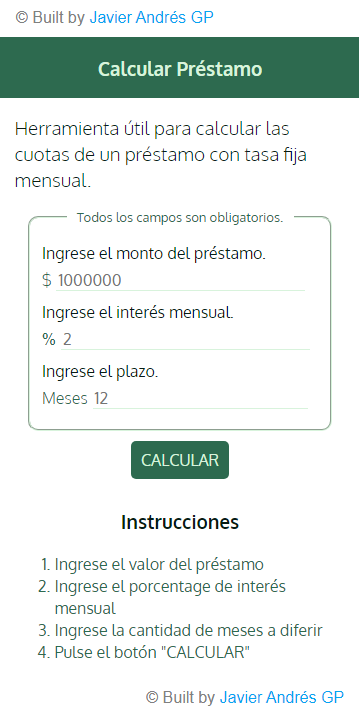 © Built by Javier Andrés GP
Calcular Préstamo
Herramienta útil para calcular las
cuotas de un préstamo con tasa fija
mensual.
Todos los campos son obligatorios.
Ingrese el monto del préstamo.
$ 1000000
Ingrese el interés mensual.
% 2
Ingrese el plazo.
Meses 12
CALCULAR
Instrucciones
1. Ingrese el valor del préstamo
2. Ingrese el porcentage de interés
mensual
3. Ingrese la cantidad de meses a diferir
4. Pulse el botón "CALCULAR"
© Built by Javier Andrés GP